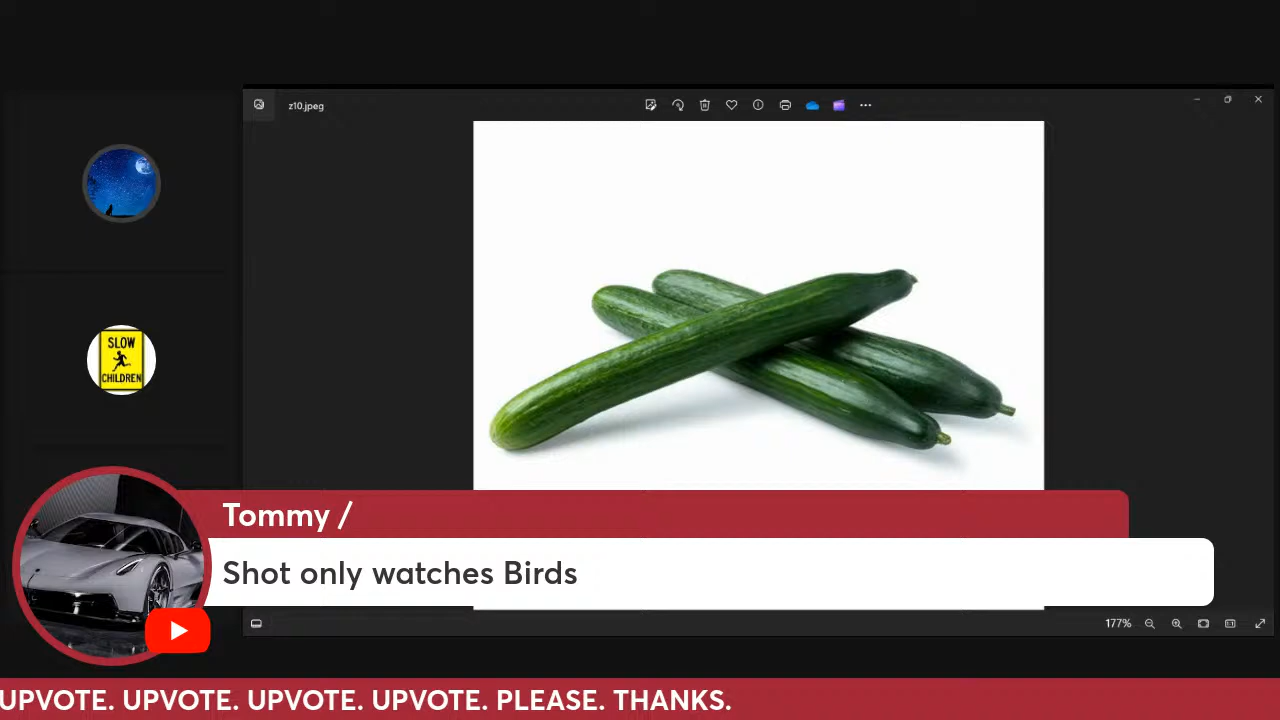 z10.jpeg
SLOW
CHILDREN
Tommy /
Shot only watches Birds
177%
UPVOTE. UPVOTE. UPVOTE. UPVOTE. PLEASE. THANKS.